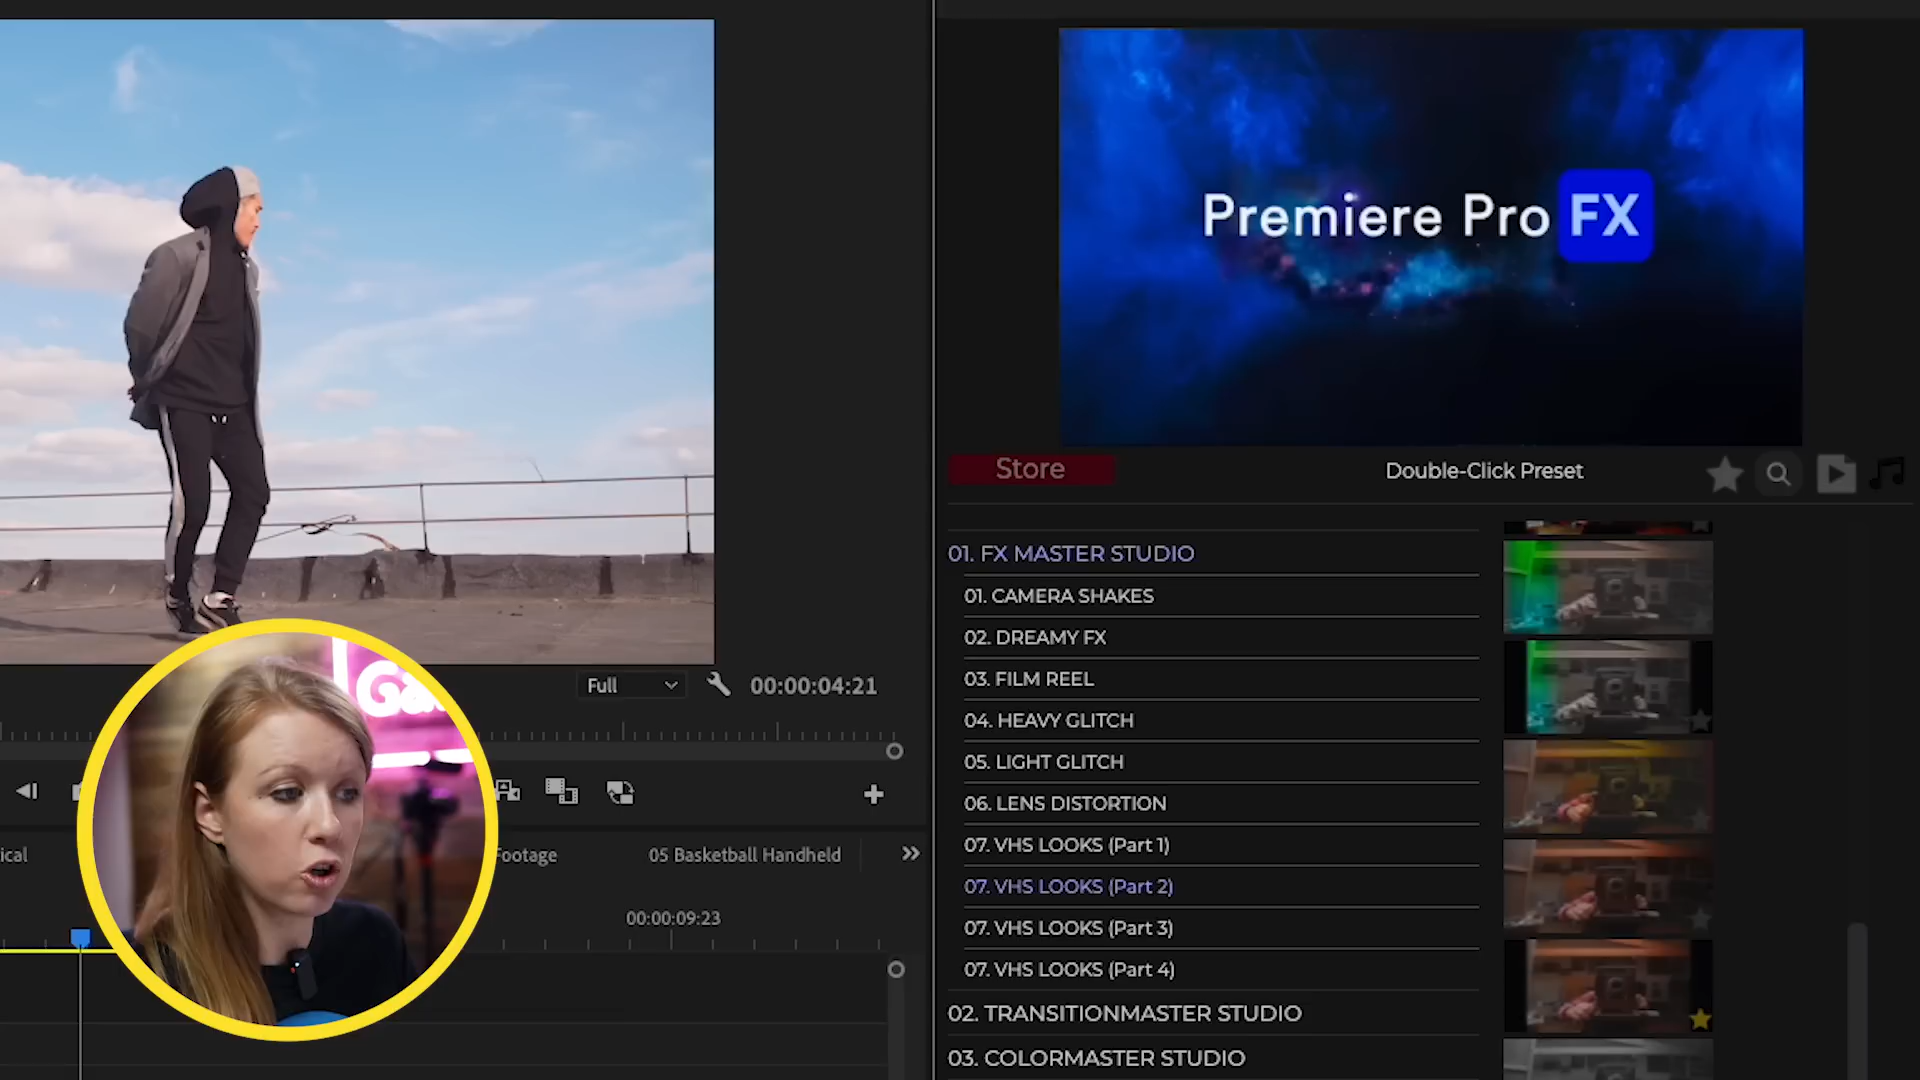 Premiere Pro FX
Store
Double-Click Preset
01. FX MASTER STUDIO
01. CAMERA SHAKES
02. DREAMY FX
03. FILM REEL
04. HEAVY GLITCH
05. LIGHT GLITCH
06. LENS DISTORTION
07. VHS LOOKS (Part 1)
07. VHS LOOKS (Part 2)
07. VHS LOOKS (Part 3)
07. VHS LOOKS (Part 4)
02. TRANSITIONMASTER STUDIO
03. COLORMASTER STUDIO
Full
00:00:04:21
ical
Footage
05 Basketball Handheld
00:00:09:23